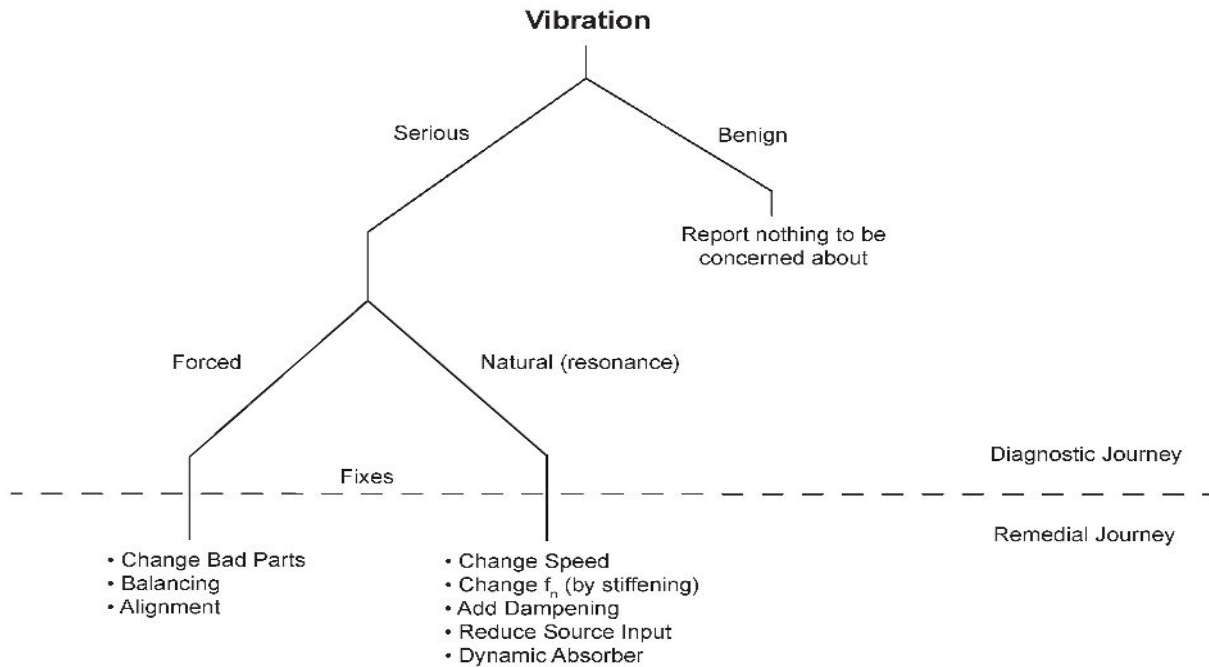 Vibration
Serious
Benign
Report nothing to be
concerned about
Forced
Natural (resonance)
Diagnostic Journey
Fixes
Remedial Journey
• Change Bad Parts
• Balancing
• Alignment
• Change Speed
• Change fn (by stiffening)
• Add Dampening
• Reduce Source Input
• Dynamic Absorber